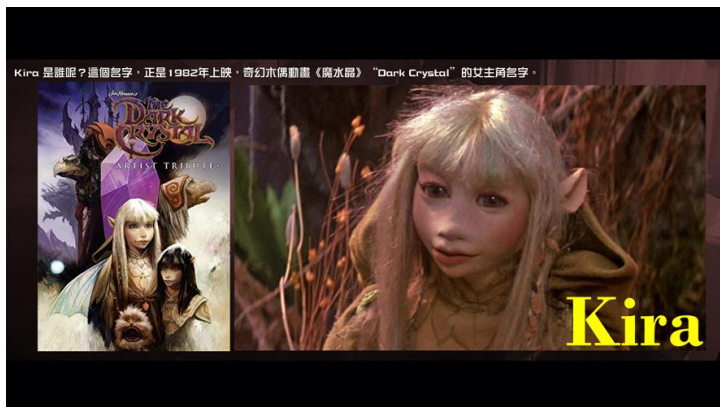 Kira 是誰呢？這個名字，正是1982年上映，奇幻木偶動畫《魔水晶》“Dark Crystal”的女主角名字。
Jim Henson's
THE
DARK
CRYSTAL
ARTIST TRIBUTE
Kira